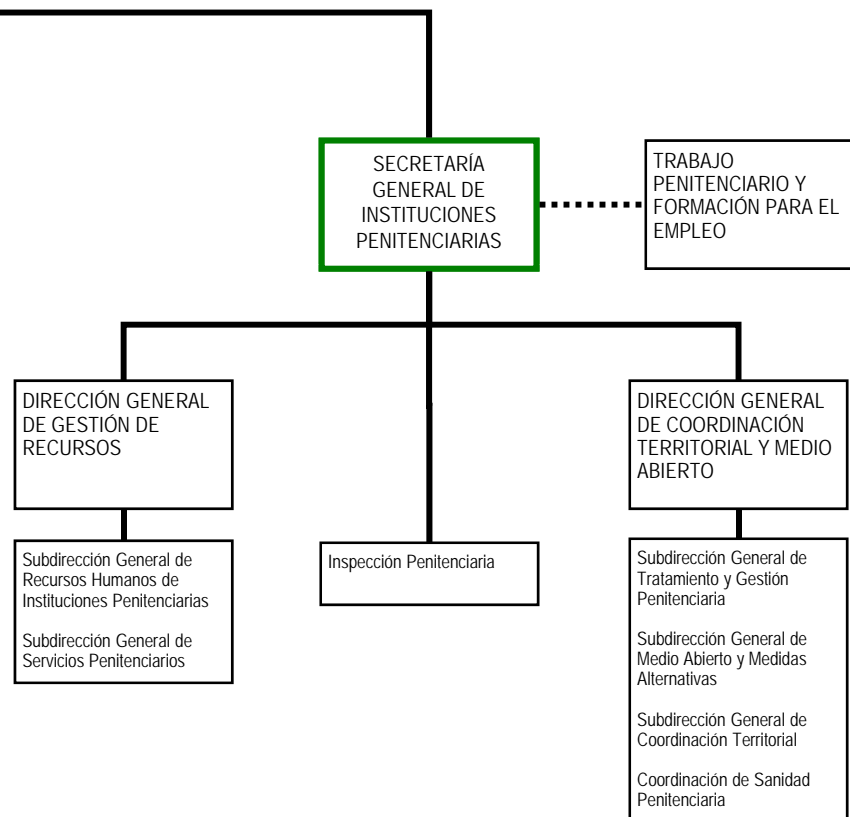 SECRETARÍA
GENERAL DE
INSTITUCIONES
PENITENCIARIAS
TRABAJO
PENITENCIARIO Y
FORMACIÓN PARA EL
EMPLEO
DIRECCIÓN GENERAL
DE GESTIÓN DE
RECURSOS
DIRECCIÓN GENERAL
DE COORDINACIÓN
TERRITORIAL Y MEDIO
ABIERTO
Subdirección General de
Recursos Humanos de
Instituciones Penitenciarias
Subdirección General de
Servicios Penitenciarios
Inspección Penitenciaria
Subdirección General de
Tratamiento y Gestión
Penitenciaria
Subdirección General de
Medio Abierto y Medidas
Alternativas
Subdirección General de
Coordinación Territorial
Coordinación de Sanidad
Penitenciaria